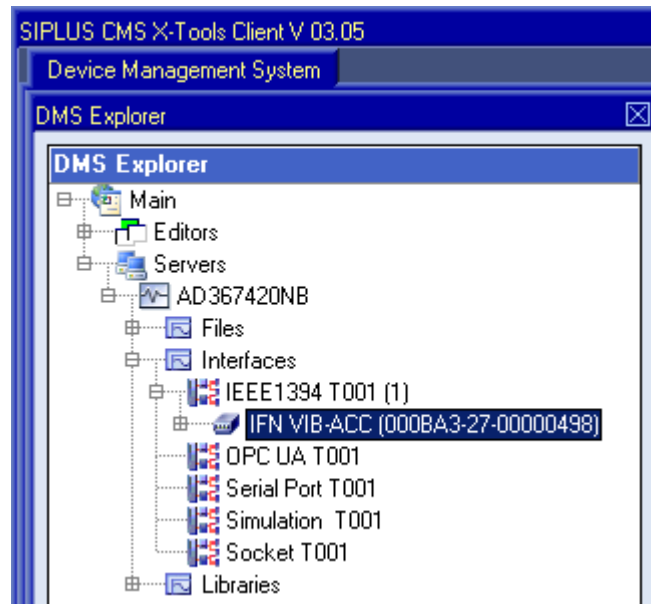 SIPLUS CMS X-Tools Client V 03.05
Device Management System
DMS Explorer
DMS Explorer
Main
Editors
Servers
AD367420NB
Files
Interfaces
IEEE1394 T001 (1)
IFN VIB-ACC (000BA3-27-00000498)
OPC UA T001
Serial Port T001
Simulation  T001
Socket T001
Libraries